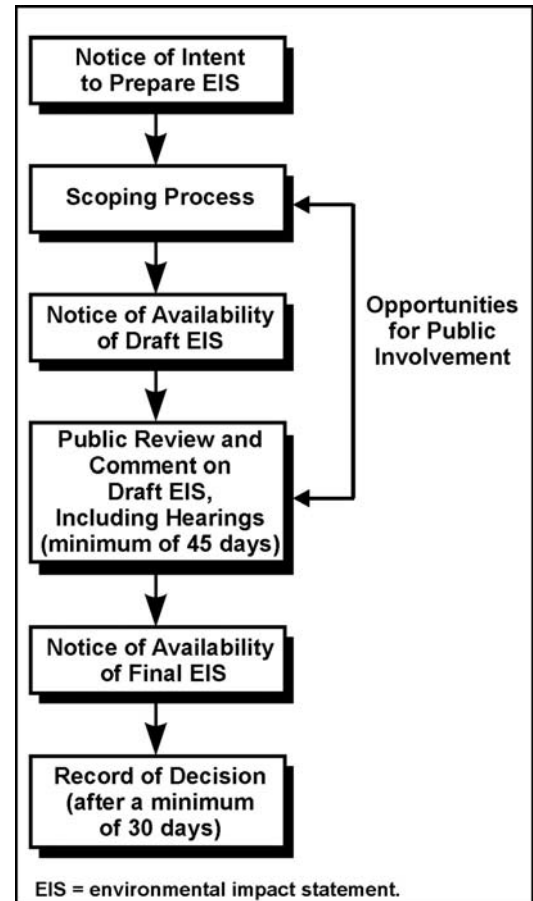 Notice of Intent
to Prepare EIS
Scoping Process
Notice of Availability
of Draft EIS
Opportunities
for Public
Involvement
Public Review and
Comment on
Draft EIS,
Including Hearings
(minimum of 45 days)
Notice of Availability
of Final EIS
Record of Decision
(after a minimum
of 30 days)
EIS = environmental impact statement.